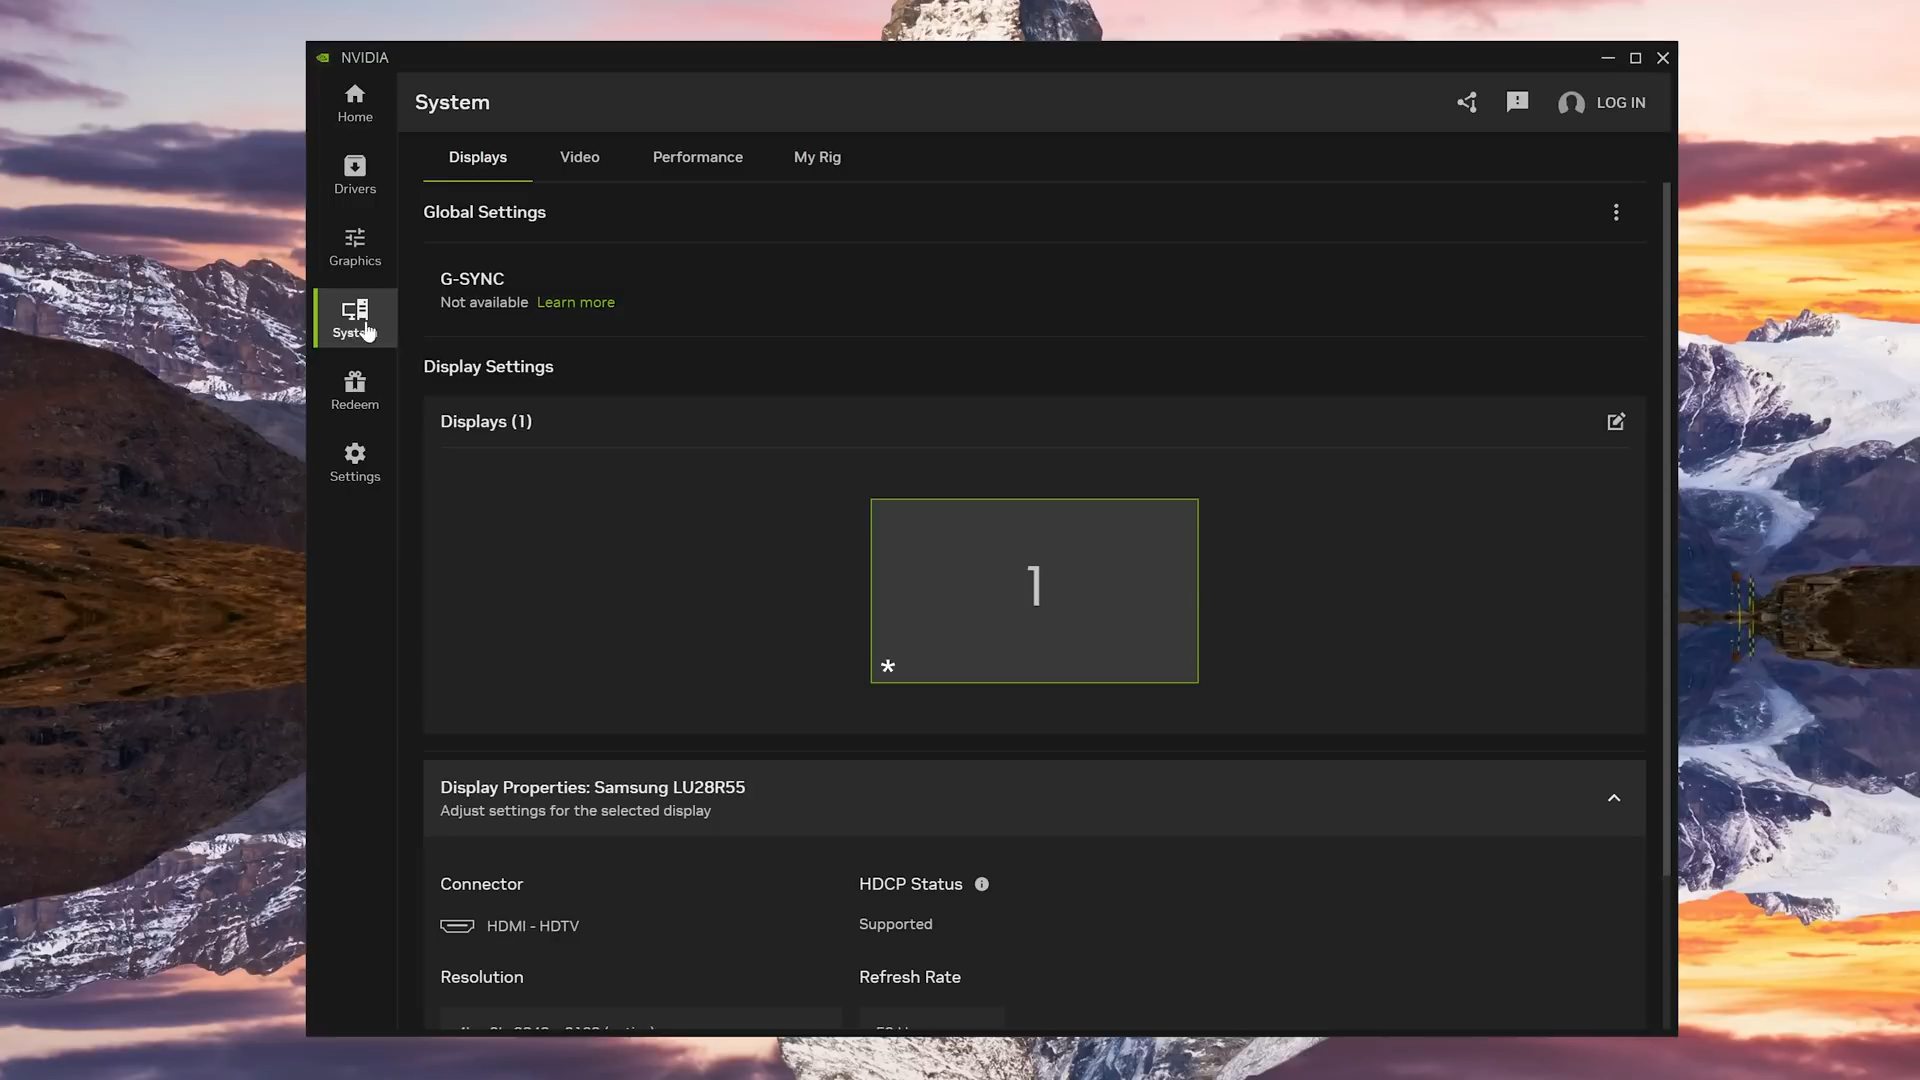 NVIDIA
Home
Drivers
Graphics
System
Redeem
Settings
System
LOG IN
Displays
Video
Performance
My Rig
Global Settings
G-SYNC
Not available Learn more
Display Settings
Displays (1)
1
*
Display Properties: Samsung LU28R55
Adjust settings for the selected display
Connector
HDCP Status
HDMI - HDTV
Supported
Resolution
Refresh Rate